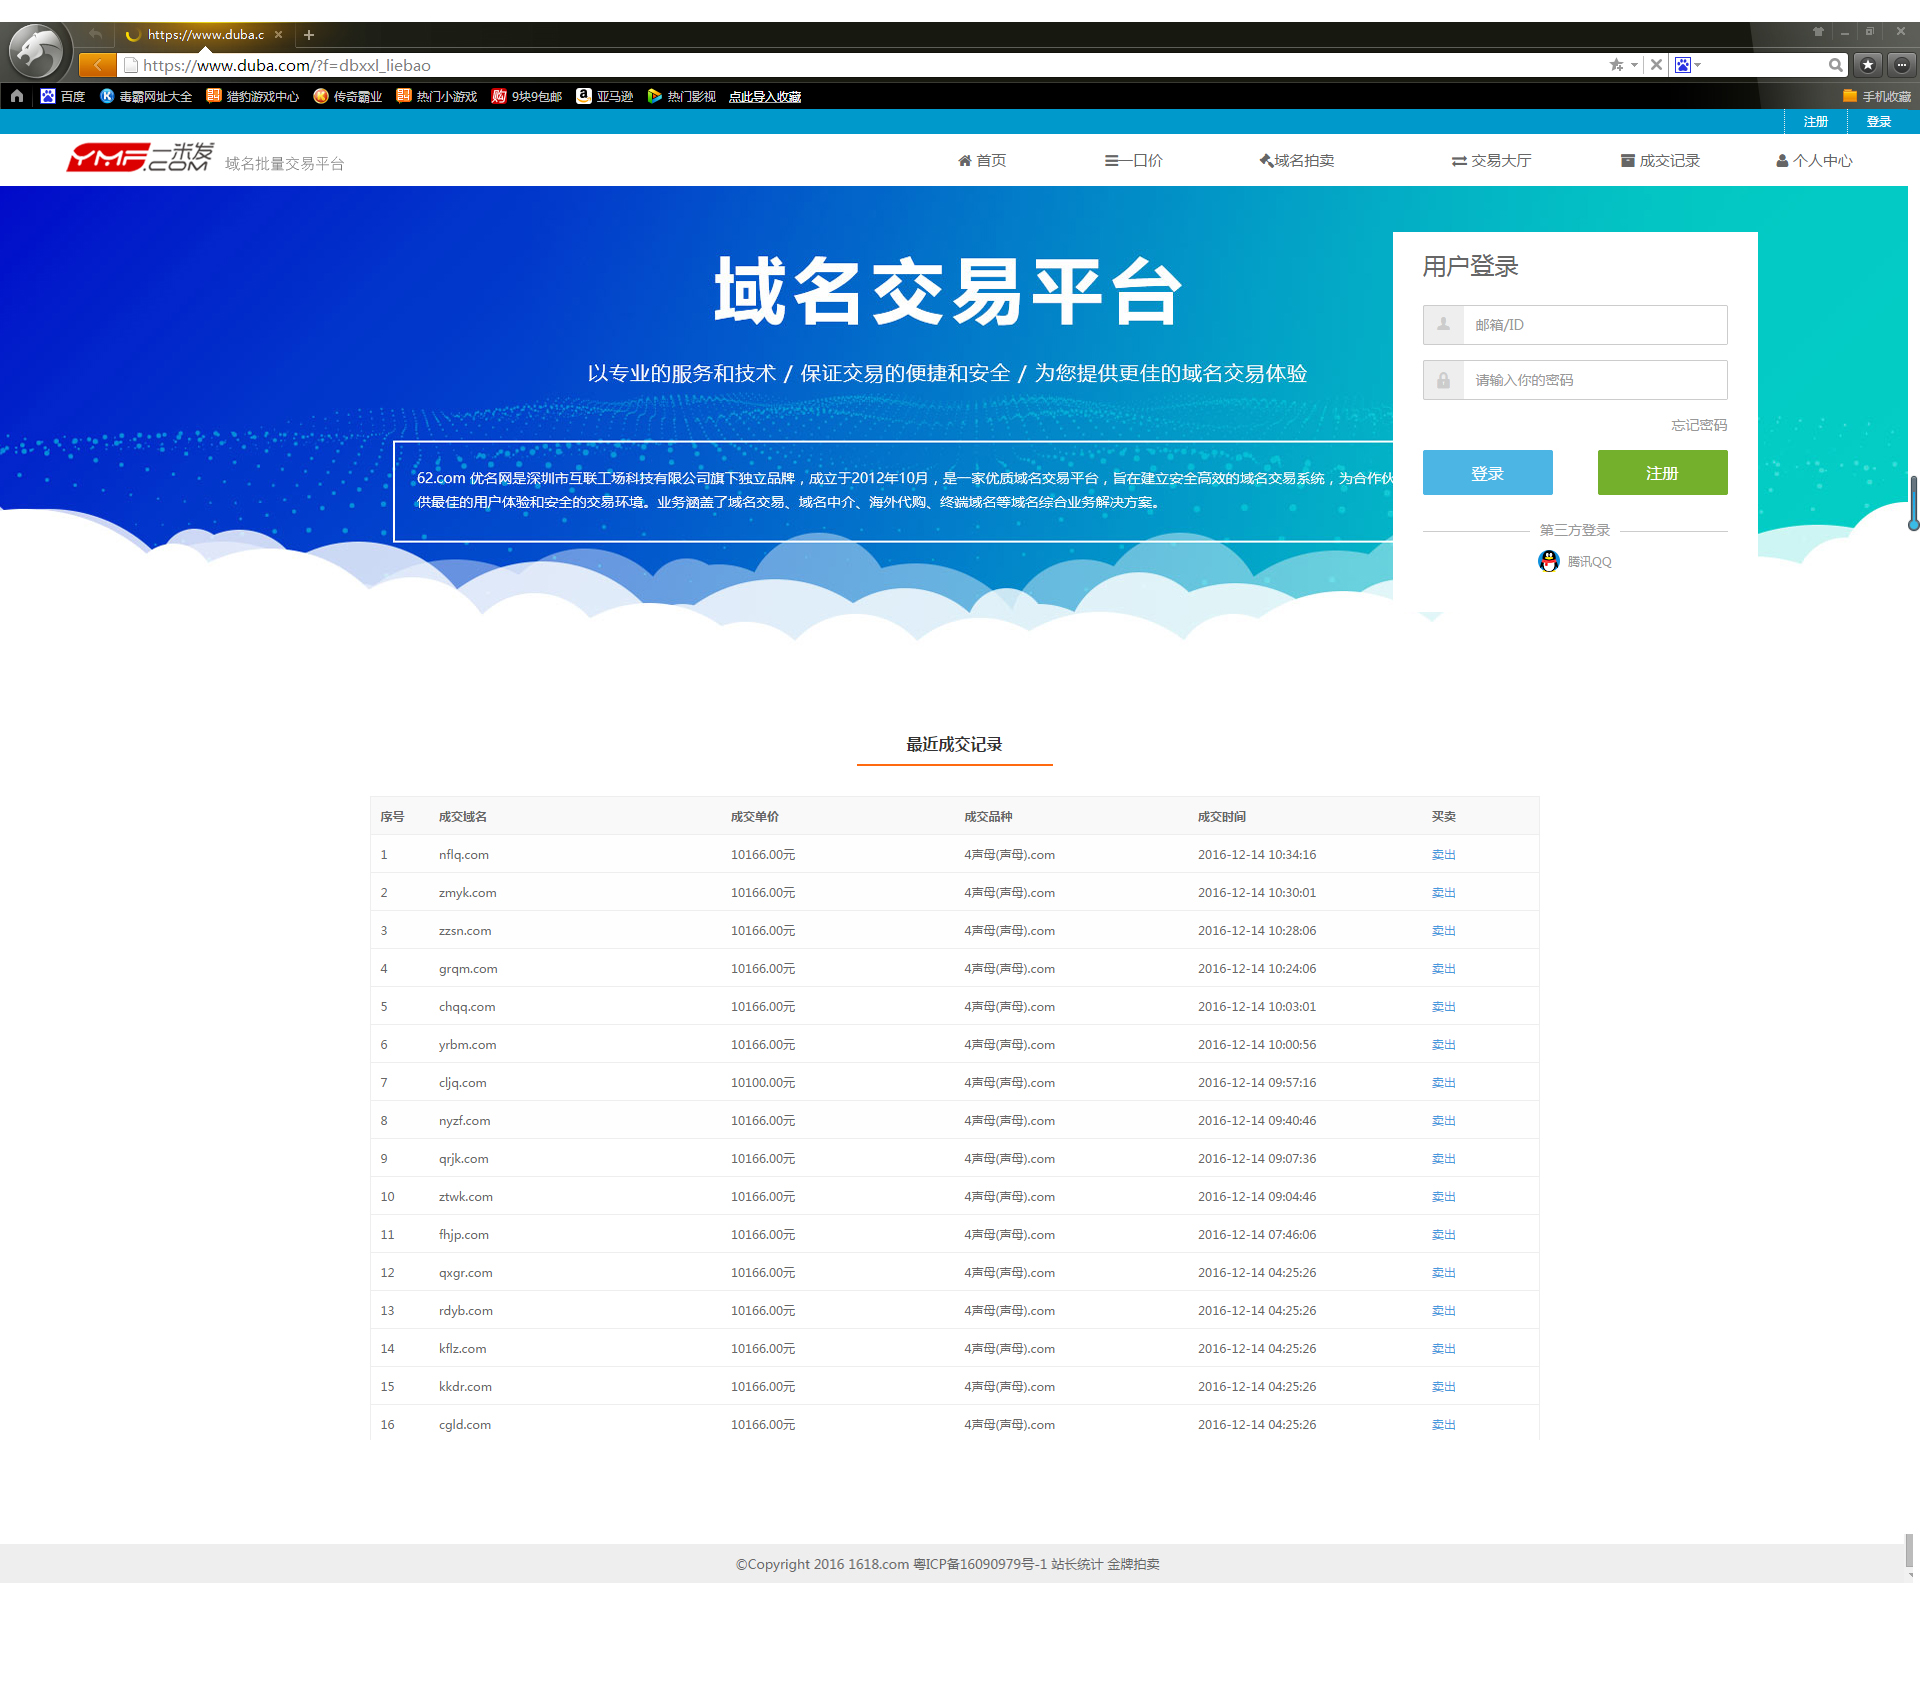 https://www.duba.c
https://www.duba.com/?f=dbxxl_liebao
百度 毒霸网址大全 猎豹游戏中心 传奇霸业 热门小游戏 9块9包邮 亚马逊 热门影视 点此导入收藏 手机收藏
注册 登录
YMF一米发.COM 域名批量交易平台 首页 一口价 域名拍卖 交易大厅 成交记录 个人中心
域名交易平台
以专业的服务和技术 / 保证交易的便捷和安全 / 为您提供更佳的域名交易体验
62.com 优名网是深圳市互联工场科技有限公司旗下独立品牌，成立于2012年10月，是一家优质域名交易平台，旨在建立安全高效的域名交易系统，为合作伙
供最佳的用户体验和安全的交易环境。业务涵盖了域名交易、域名中介、海外代购、终端域名等域名综合业务解决方案。
用户登录
邮箱/ID
请输入你的密码
忘记密码
登录 注册
第三方登录
腾讯QQ
最近成交记录
序号 成交域名 成交单价 成交品种 成交时间 买卖
1 nflq.com 10166.00元 4声母(声母).com 2016-12-14 10:34:16 卖出
2 zmyk.com 10166.00元 4声母(声母).com 2016-12-14 10:30:01 卖出
3 zzsn.com 10166.00元 4声母(声母).com 2016-12-14 10:28:06 卖出
4 grqm.com 10166.00元 4声母(声母).com 2016-12-14 10:24:06 卖出
5 chqq.com 10166.00元 4声母(声母).com 2016-12-14 10:03:01 卖出
6 yrbm.com 10166.00元 4声母(声母).com 2016-12-14 10:00:56 卖出
7 cljq.com 10100.00元 4声母(声母).com 2016-12-14 09:57:16 卖出
8 nyzf.com 10166.00元 4声母(声母).com 2016-12-14 09:40:46 卖出
9 qrjk.com 10166.00元 4声母(声母).com 2016-12-14 09:07:36 卖出
10 ztwk.com 10166.00元 4声母(声母).com 2016-12-14 09:04:46 卖出
11 fhjp.com 10166.00元 4声母(声母).com 2016-12-14 07:46:06 卖出
12 qxgr.com 10166.00元 4声母(声母).com 2016-12-14 04:25:26 卖出
13 rdyb.com 10166.00元 4声母(声母).com 2016-12-14 04:25:26 卖出
14 kflz.com 10166.00元 4声母(声母).com 2016-12-14 04:25:26 卖出
15 kkdr.com 10166.00元 4声母(声母).com 2016-12-14 04:25:26 卖出
16 cgld.com 10166.00元 4声母(声母).com 2016-12-14 04:25:26 卖出
©Copyright 2016 1618.com 粤ICP备16090979号-1 站长统计 金牌拍卖